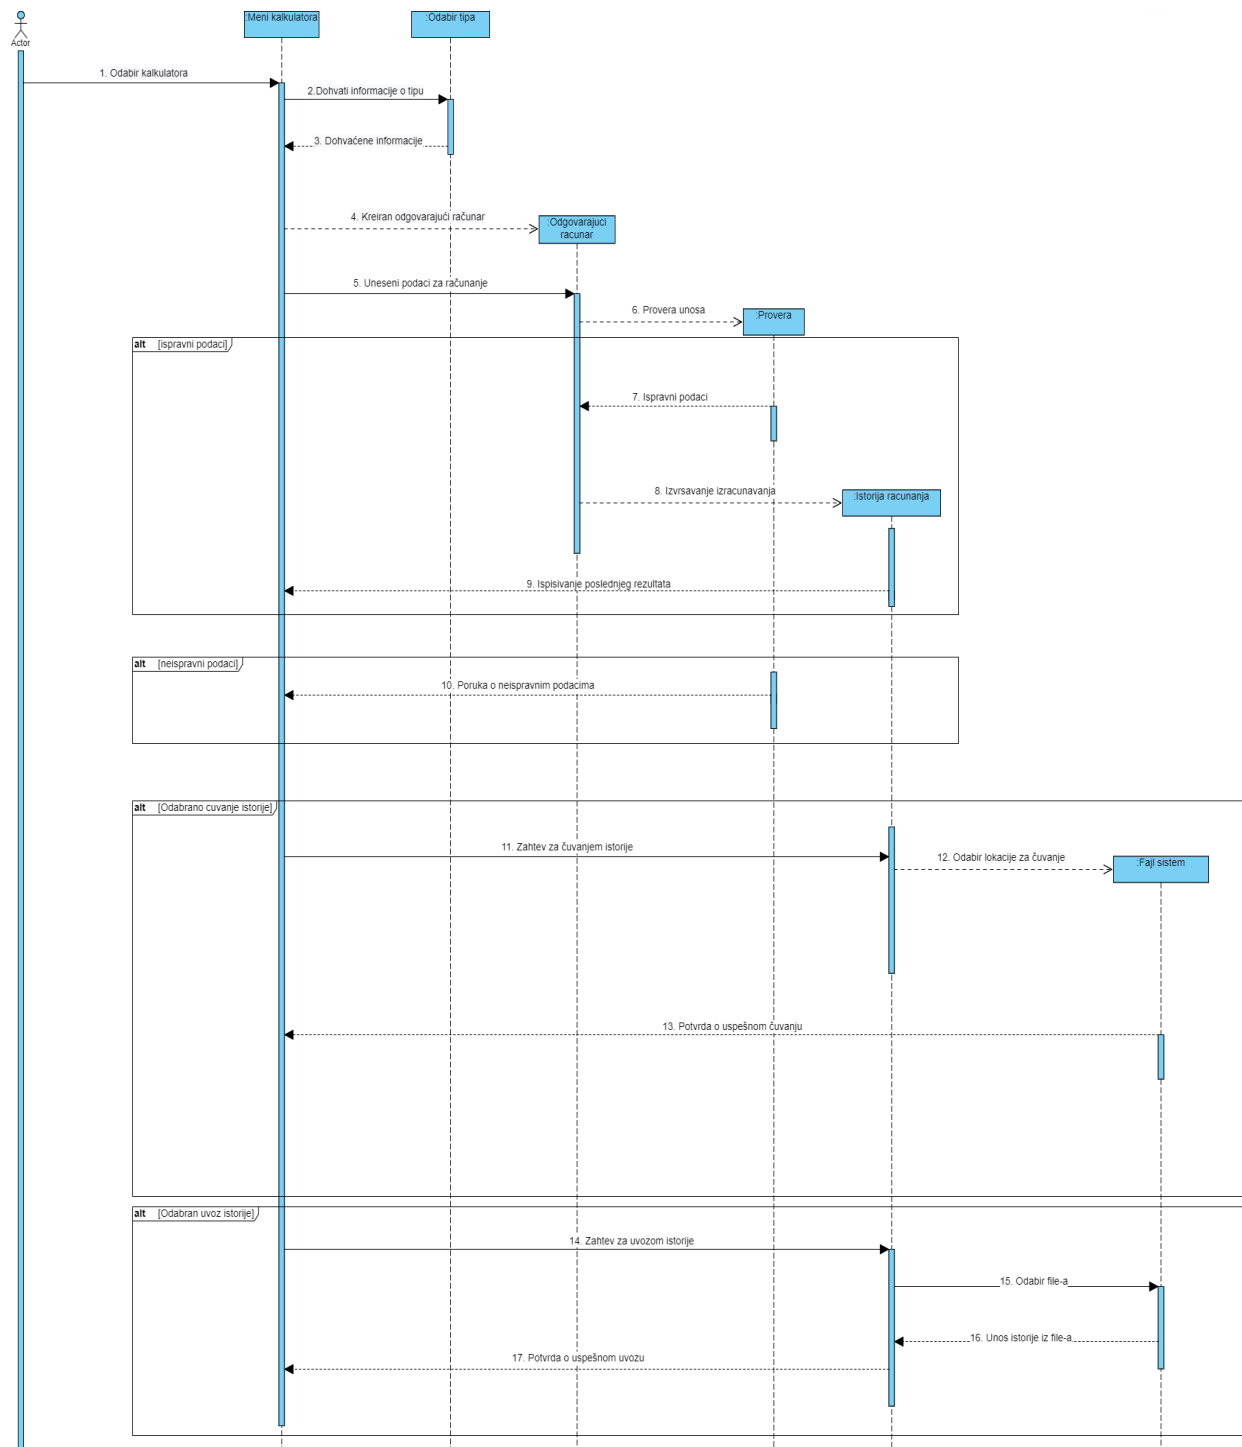 :Meni kalkulatora
:Odabir tipa
Actor
1. Odabir kalkulatora
2.Dohvati informacije o tipu
3. Dohvaćene informacije
4. Kreiran odgovarajući računar
:Odgovarajuci
racunar
5. Uneseni podaci za računanje
6. Provera unosa
:Provera
alt [ispravni podaci]
7. Ispravni podaci
8. Izvrsavanje izracunavanja
:Istorija racunanja
9. Ispisivanje poslednjeg rezultata
alt [neispravni podaci]
10. Poruka o neispravnim podacima
alt [Odabrano cuvanje istorije]
11. Zahtev za čuvanjem istorije
12. Odabir lokacije za čuvanje
:Fajl sistem
13. Potvrda o uspešnom čuvanju
alt [Odabran uvoz istorije]
14. Zahtev za uvozom istorije
15. Odabir file-a
16. Unos istorije iz file-a
17. Potvrda o uspešnom uvozu